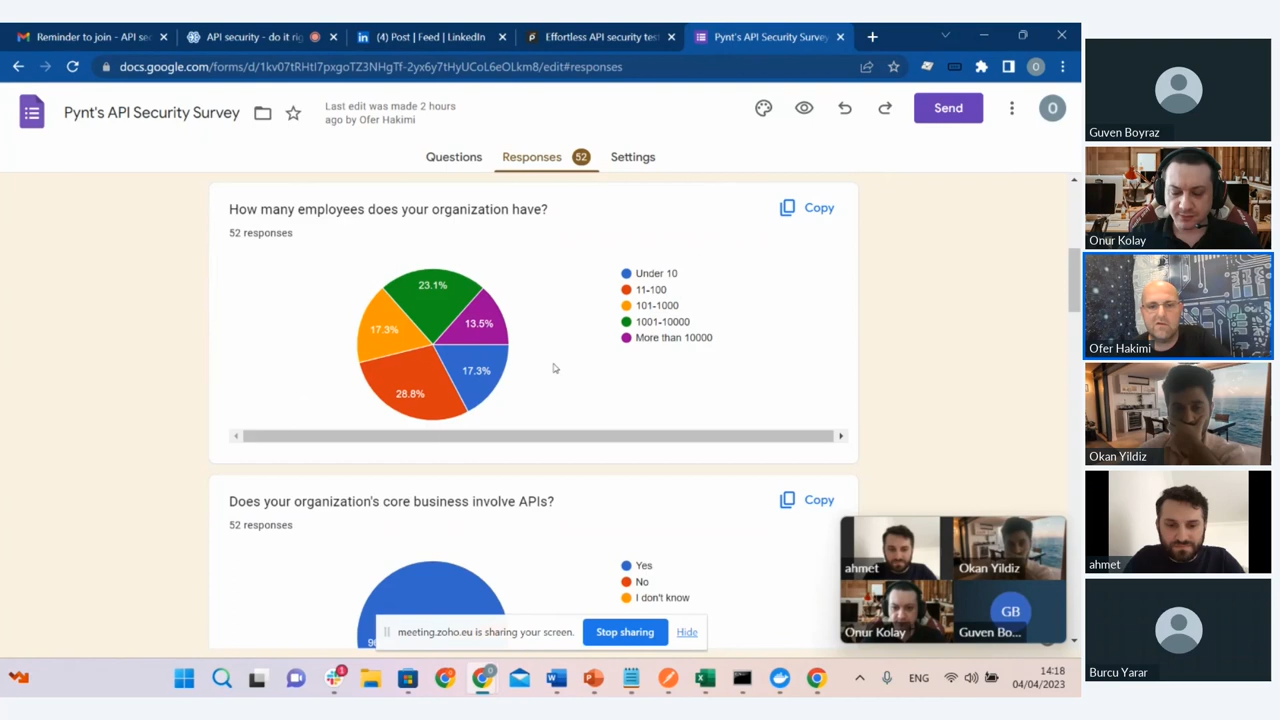 Reminder to join - API sec
API security - do it rig
(4) Post | Feed | LinkedIn
Effortless API security test
Pynt's API Security Survey
docs.google.com/forms/d/1kv07tRHtI7pxgoTZ3NHgTf-2yx6y7tHyUCoL6eOLkm8/edit#responses
Pynt's API Security Survey
Last edit was made 2 hours
ago by Ofer Hakimi
Send
O
Questions
Responses 52
Settings
How many employees does your organization have?
Copy
52 responses
23.1%
17.3%
13.5%
17.3%
28.8%
Under 10
11-100
101-1000
1001-10000
More than 10000
Does your organization's core business involve APIs?
Copy
52 responses
Yes
No
I don't know
meeting.zoho.eu is sharing your screen.
Stop sharing
Hide
ahmet
Okan Yildiz
Onur Kolay
GB
Guven Bo...
ENG
14:18
04/04/2023
Guven Boyraz
Onur Kolay
Ofer Hakimi
Okan Yildiz
ahmet
Burcu Yarar